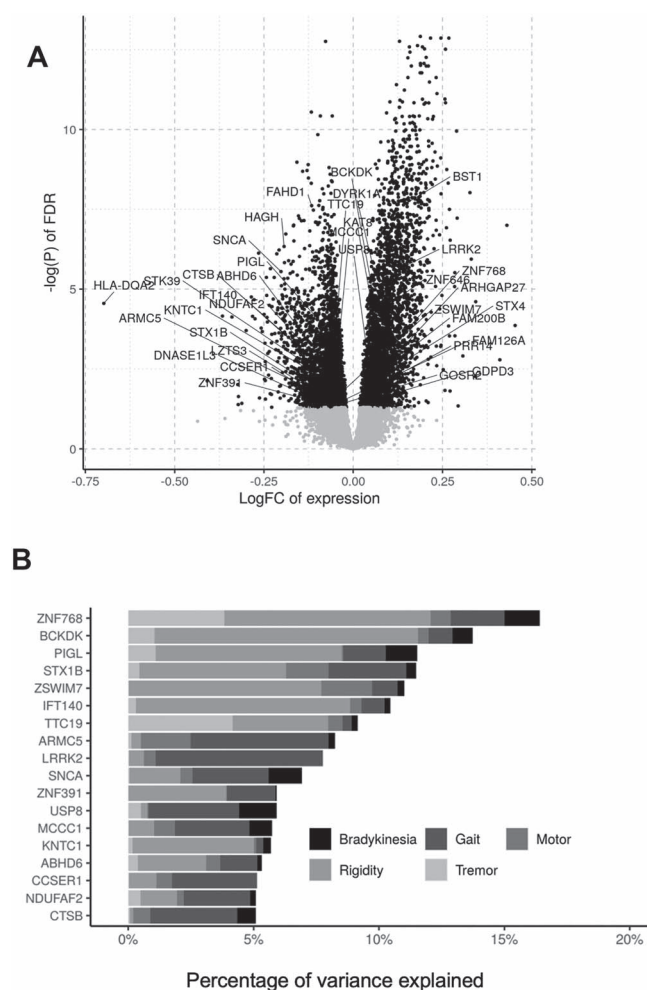 A
-log(P) of FDR
10
5
0
BCKDK
BST1
FAHD1
DYRK1A
TTC19
HAGH
KAT8
MCCC1
SNCA
USP8
LRRK2
PIGL
ZNF768
CTSB
ABHD6
ZNF646
STK39
HLA-DQA2
ARHGAP27
IFT140
NDUFAF2
STX4
KNTC1
ZSWIM7
ARMC5
FAM200B
STX1B
FAM126A
PRR14
LZTS3
DNASE1L3
CCSER1
GDPD3
GOSR2
ZNF391
-0.75 -0.50 -0.25 0.00 0.25 0.50
LogFC of expression
B
ZNF768
BCKDK
PIGL
STX1B
ZSWIM7
IFT140
TTC19
ARMC5
LRRK2
SNCA
ZNF391
USP8
MCCC1
KNTC1
ABHD6
CCSER1
NDUFAF2
CTSB
Bradykinesia Gait Motor
Rigidity Tremor
0% 5% 10% 15% 20%
Percentage of variance explained